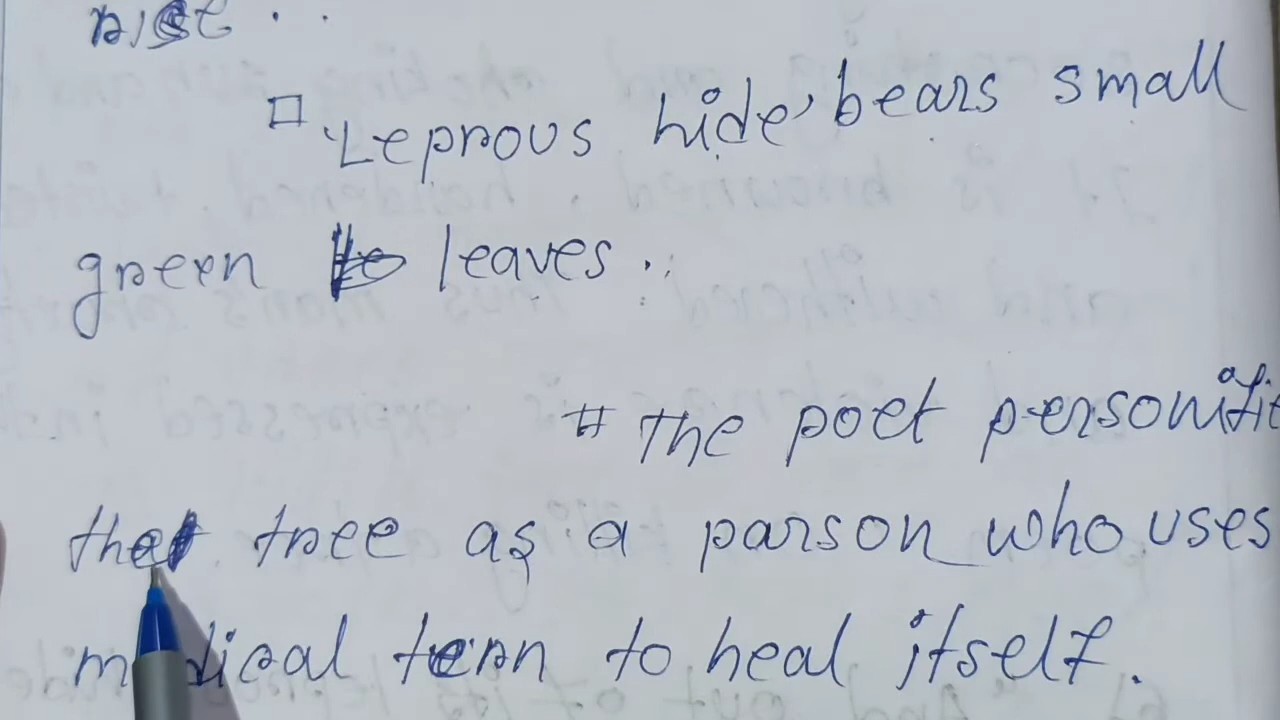 □ 'Leprous hide' bears small
green leaves.
# The poet personifi
the tree as a parson who uses
medical term to heal itself.